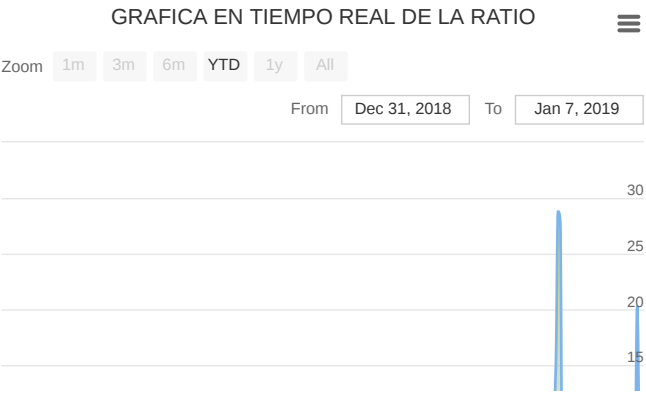 GRAFICA EN TIEMPO REAL DE LA RATIO
Zoom 1m 3m 6m YTD 1y All
From Dec 31, 2018 To Jan 7, 2019
30
25
20
15